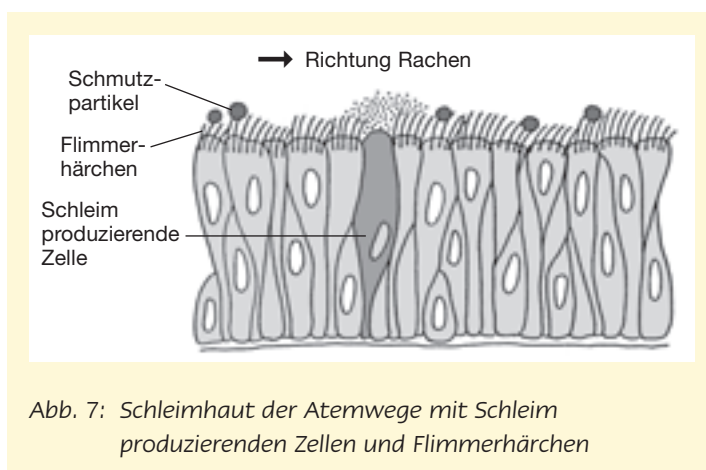 Richtung Rachen
Schmutz-
partikel
Flimmer-
härchen
Schleim
produzierende
Zelle
Abb. 7: Schleimhaut der Atemwege mit Schleim
produzierenden Zellen und Flimmerhärchen